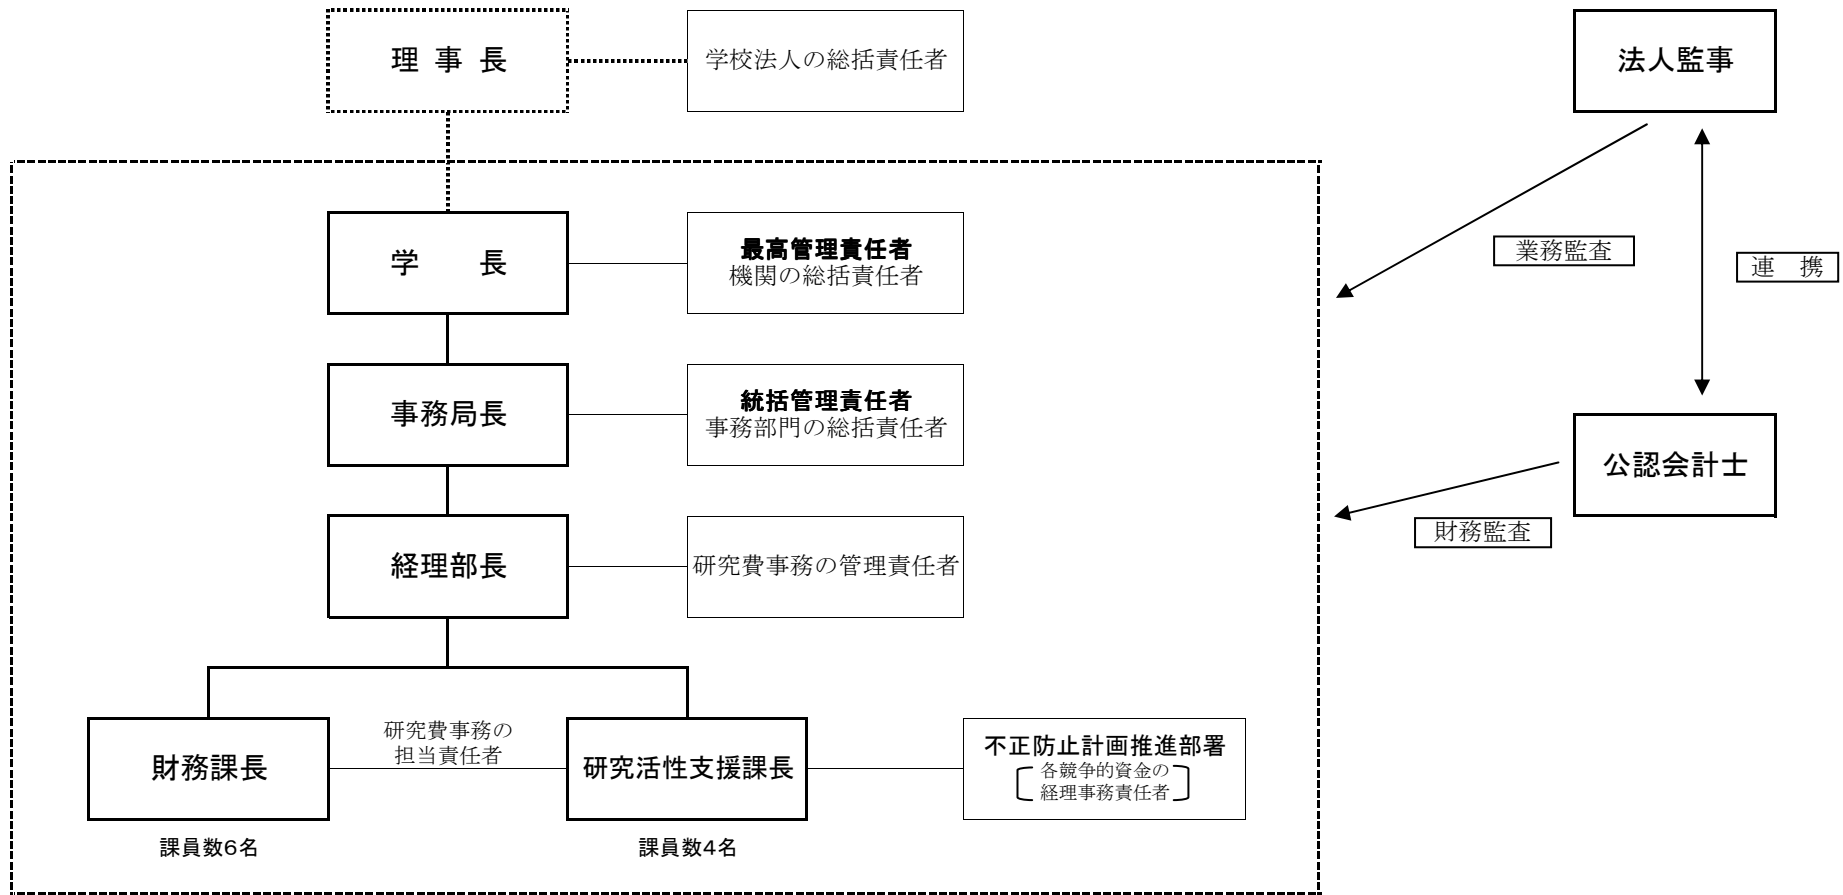 理 事 長
学校法人の総括責任者
法人監事
学　　長
最高管理責任者
機関の総括責任者
業務監査
連　携
事務局長
統括管理責任者
事務部門の総括責任者
公認会計士
財務監査
経理部長
研究費事務の管理責任者
財務課長
研究費事務の
担当責任者
研究活性支援課長
不正防止計画推進部署
各競争的資金の
経理事務責任者
課員数6名
課員数4名